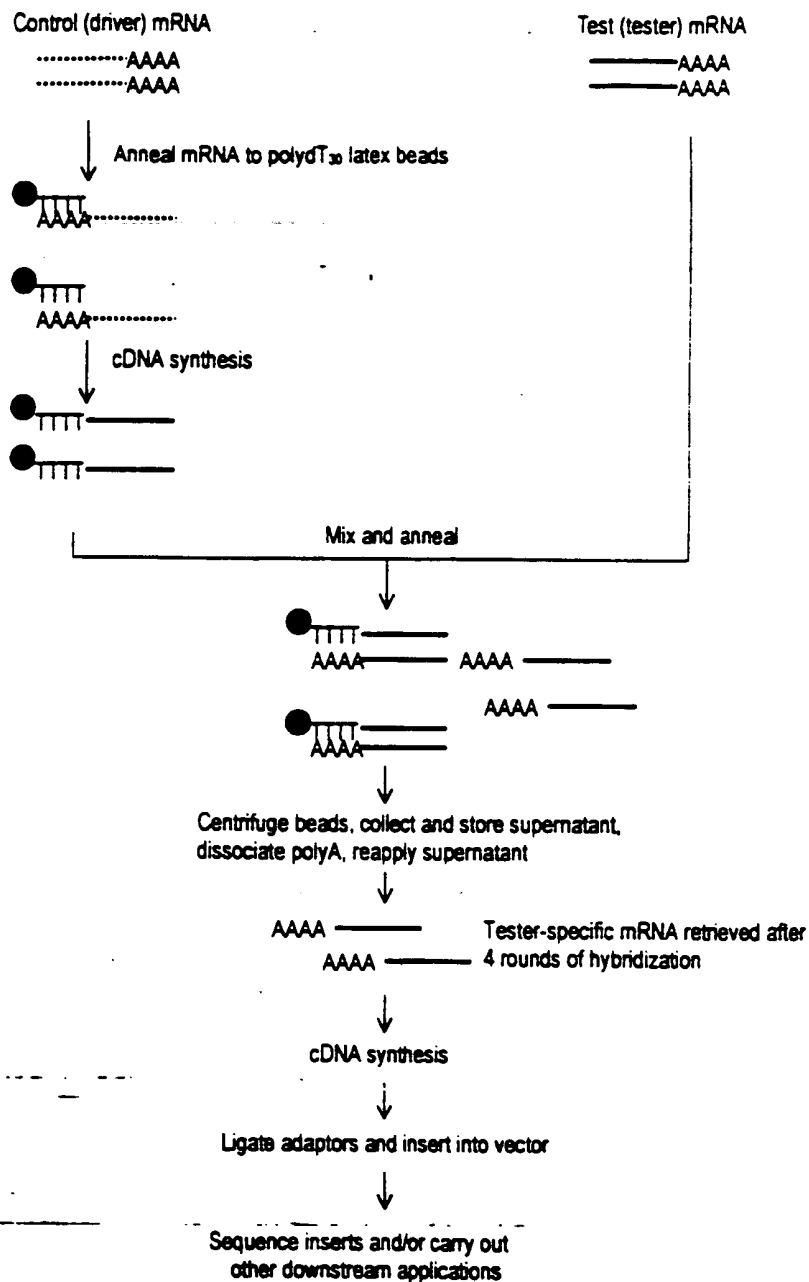 Control (driver) mRNA
Test (tester) mRNA
AAAA
AAAA
AAAA
AAAA
Anneal mRNA to polydT30 latex beads
TTTT
AAAA
TTTT
AAAA
cDNA synthesis
TTTT
TTTT
Mix and anneal
TTTT
AAAA AAAA
AAAA
TTTT
AAAA
Centrifuge beads, collect and store supernatant,
dissociate polyA, reapply supernatant
AAAA
AAAA
Tester-specific mRNA retrieved after
4 rounds of hybridization
cDNA synthesis
Ligate adaptors and insert into vector
Sequence inserts and/or carry out
other downstream applications